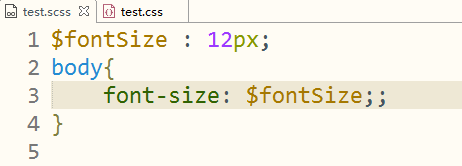 test.scss test.css
1 $fontSize : 12px;
2 body{
3     font-size: $fontSize;;
4 }
5